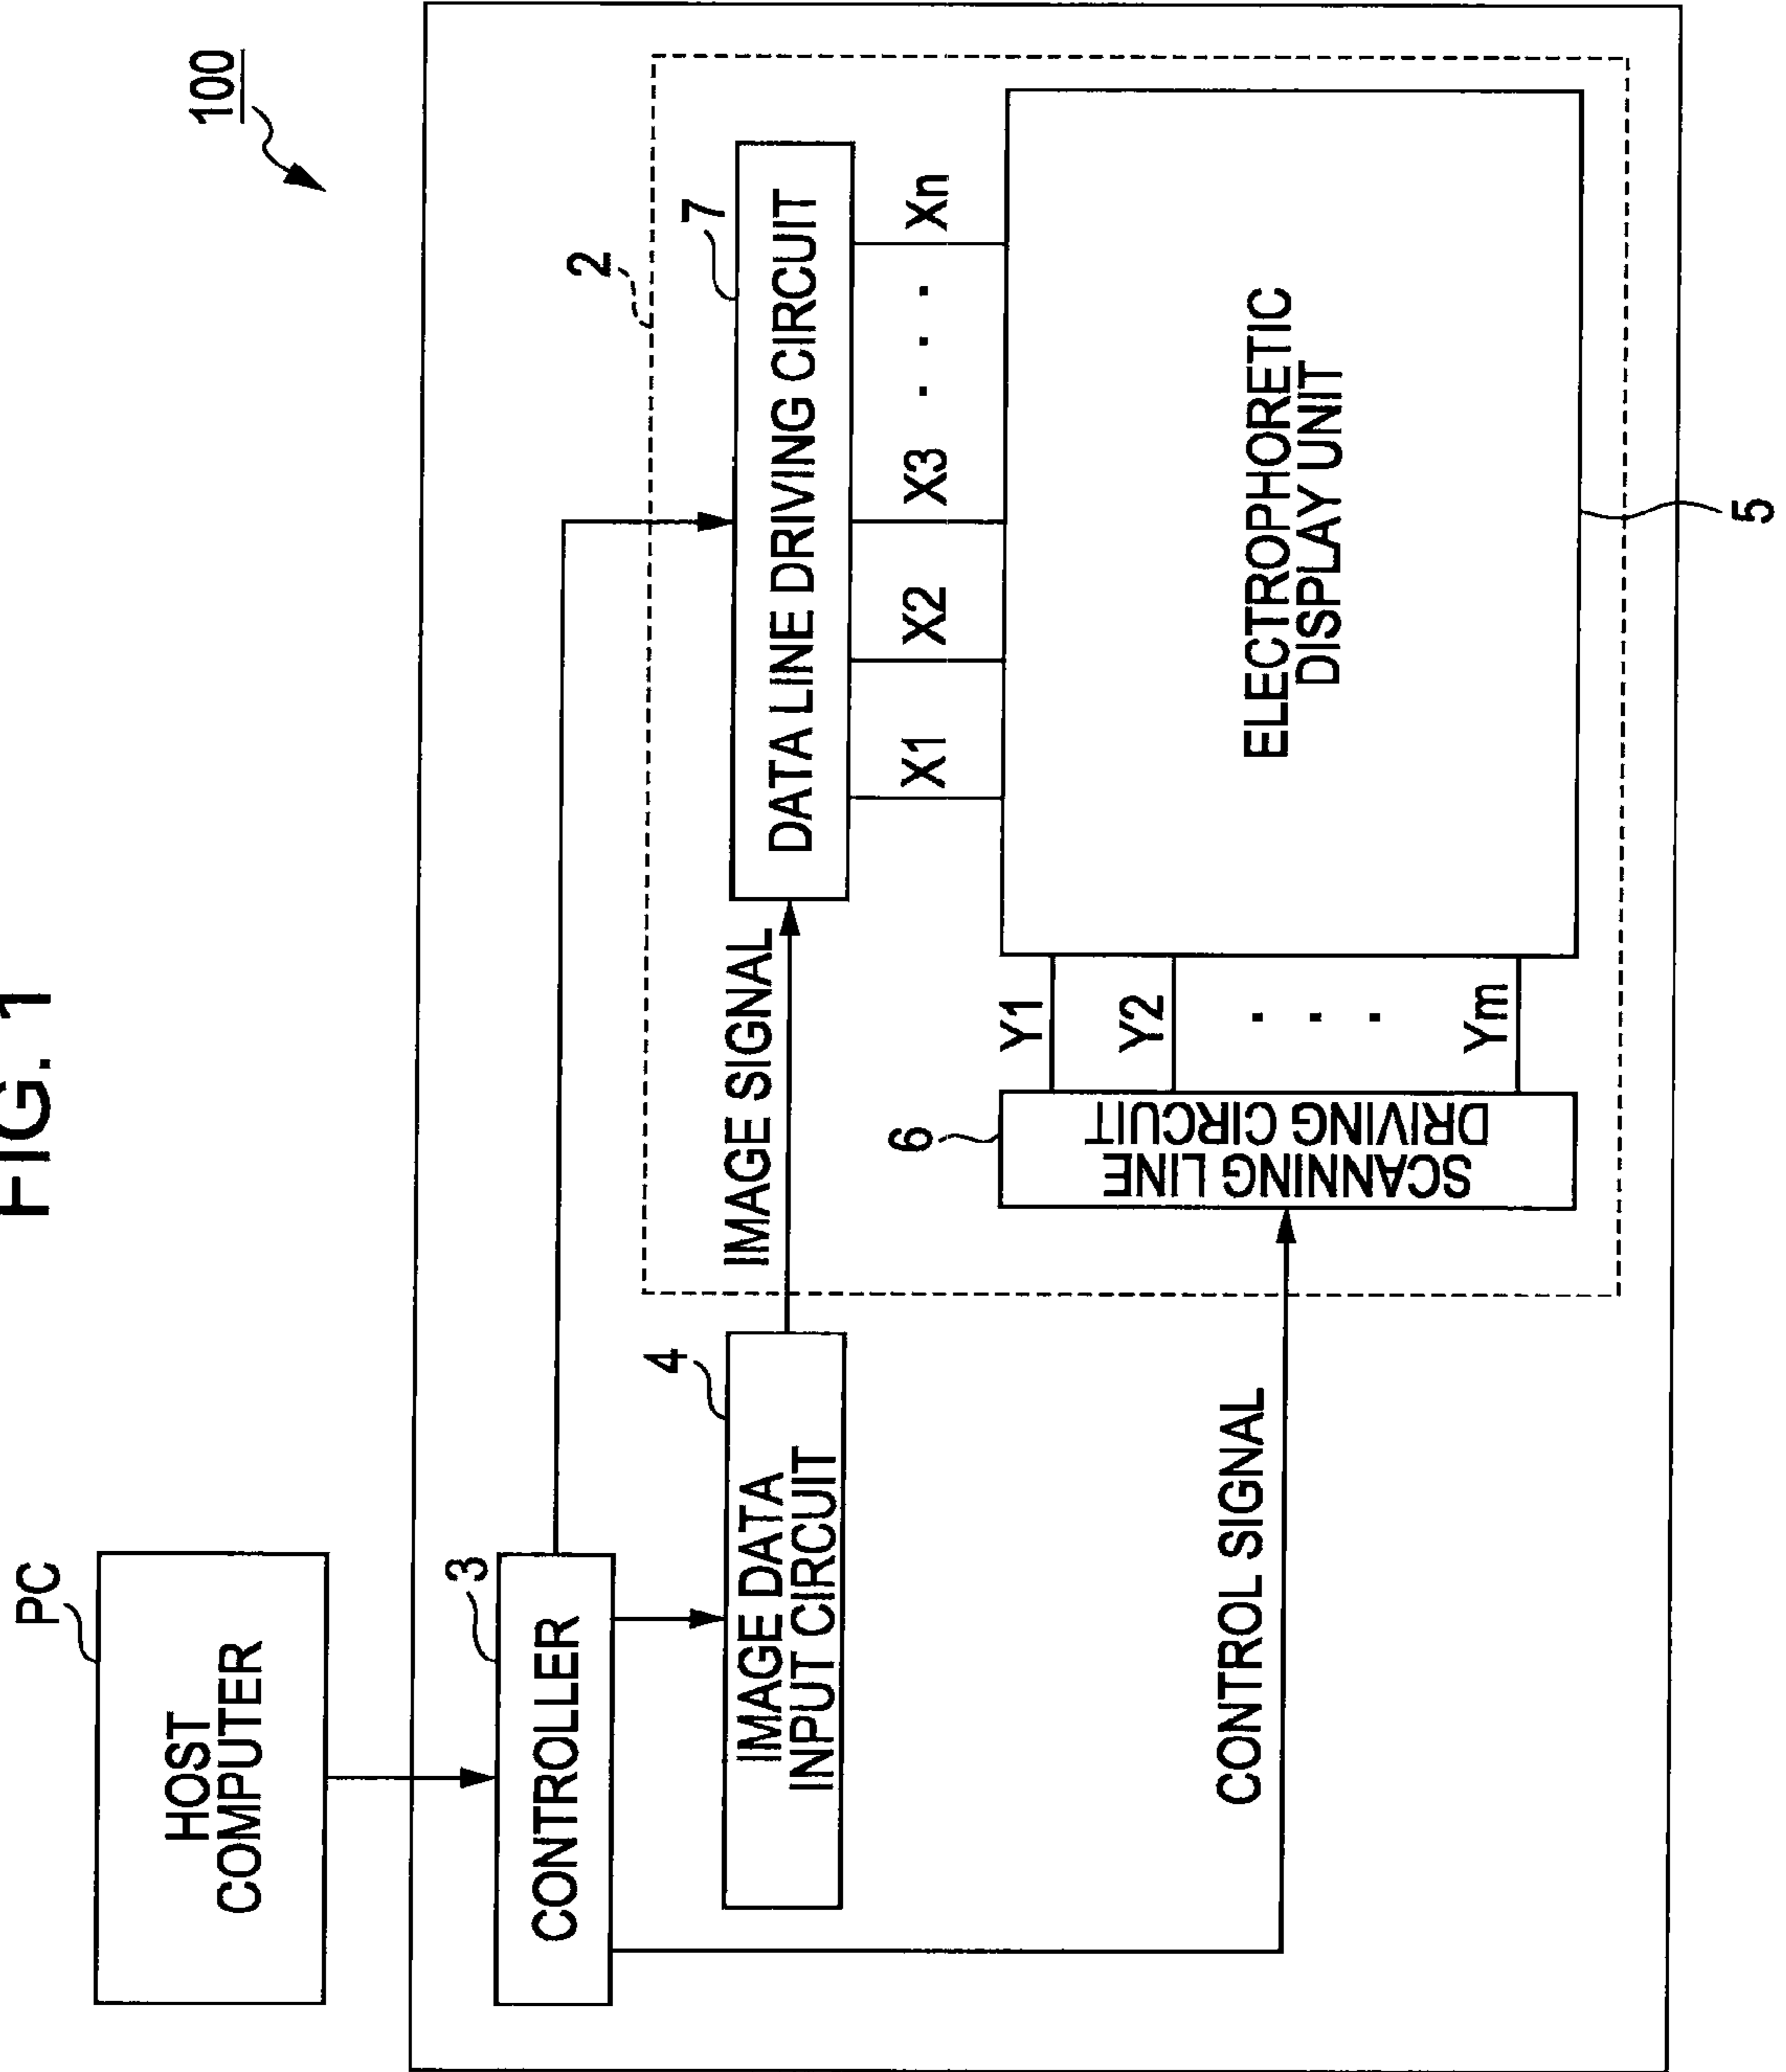 FIG. 1
100
PC
HOST
COMPUTER
3
CONTROLLER
2
4
IMAGE DATA
INPUT CIRCUIT
IMAGE SIGNAL
7
DATA LINE DRIVING CIRCUIT
X1 X2 X3 . . . Xn
6
SCANNING LINE
DRIVING CIRCUIT
Y1
Y2
.
.
.
Ym
CONTROL SIGNAL
ELECTROPHORETIC
DISPLAY UNIT
5